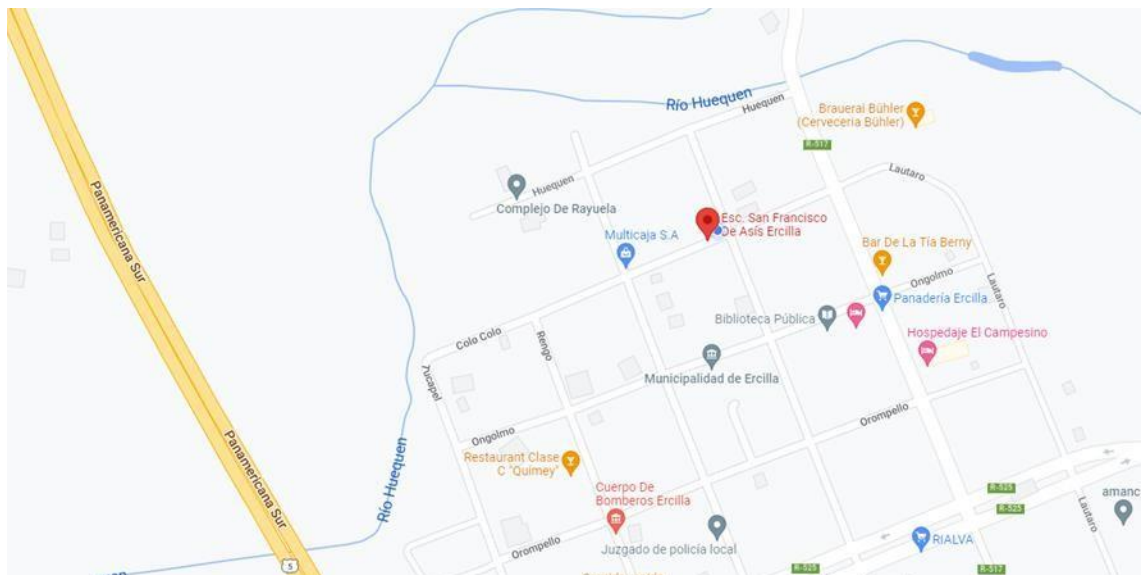 Río Huequen
Huequen
Brauerai Bühler
(Cerveceria Bühler)
R-517
Lautaro
Panamericana Sur
Huequen
Complejo De Rayuela
Esc. San Francisco
De Asís Ercilla
Multicaja S.A
Bar De La Tía Berny
Ongolmo
Lautaro
Panadería Ercilla
Biblioteca Pública
Colo Colo
Rengo
Hospedaje El Campesino
Tucapel
Municipalidad de Ercilla
Orompello
Ongolmo
Panamericana Sur
Río Huequen
Restaurant Clase
C "Quimey"
Cuerpo De
Bomberos Ercilla
R-525
R-525
amanc
Lautaro
Orompello
Juzgado de policía local
RIALVA
5
R-525
R-517
Huequen